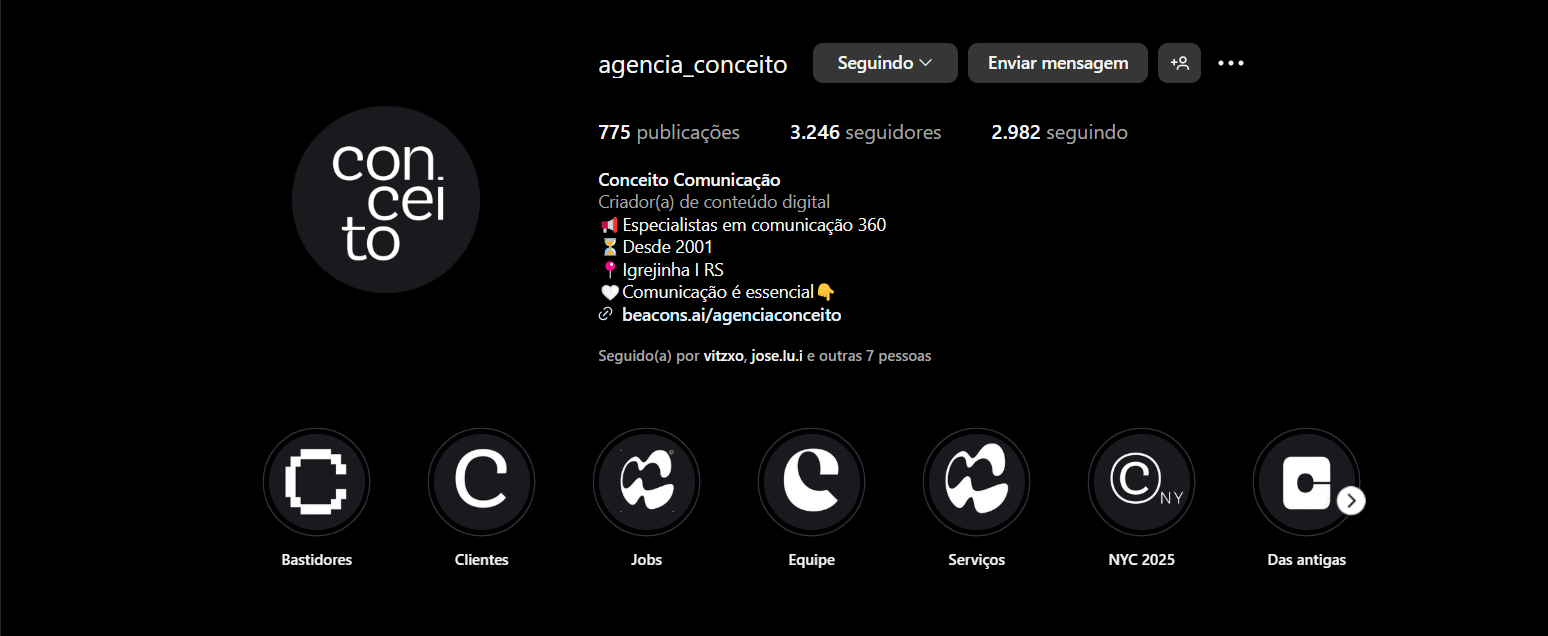 agencia_conceito
Seguindo
Enviar mensagem
con.
cei
to
775 publicações
3.246 seguidores
2.982 seguindo
Conceito Comunicação
Criador(a) de conteúdo digital
📢Especialistas em comunicação 360
⏳Desde 2001
📍Igrejinha l RS
🤍Comunicação é essencial👇
beacons.ai/agenciaconceito
Seguido(a) por vitzxo, jose.lu.i e outras 7 pessoas
C
C
C
C
© NY
C
Bastidores
Clientes
Jobs
Equipe
Serviços
NYC 2025
Das antigas